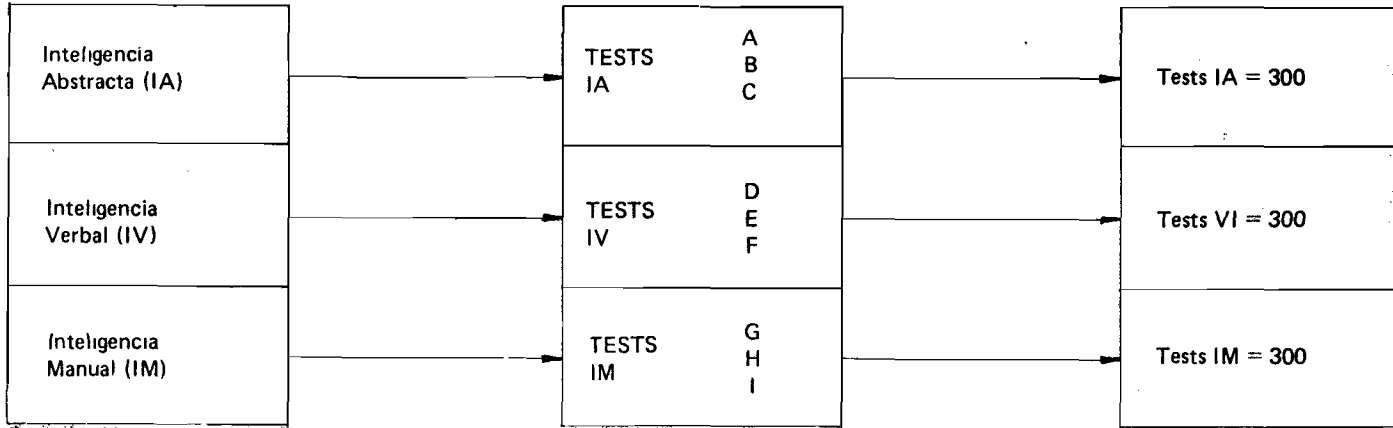 Inteligencia
Abstracta (IA)
TESTS
IA
A
B
C
Tests IA = 300
Inteligencia
Verbal (IV)
TESTS
IV
D
E
F
Tests VI = 300
Inteligencia
Manual (IM)
TESTS
IM
G
H
I
Tests IM = 300